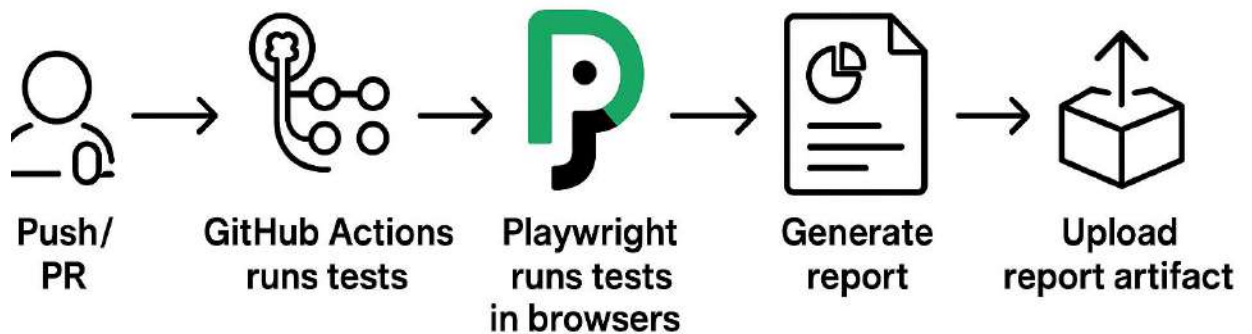 Push/
PR
GitHub Actions
runs tests
Playwright
runs tests
in browsers
Generate
report
Upload
report artifact